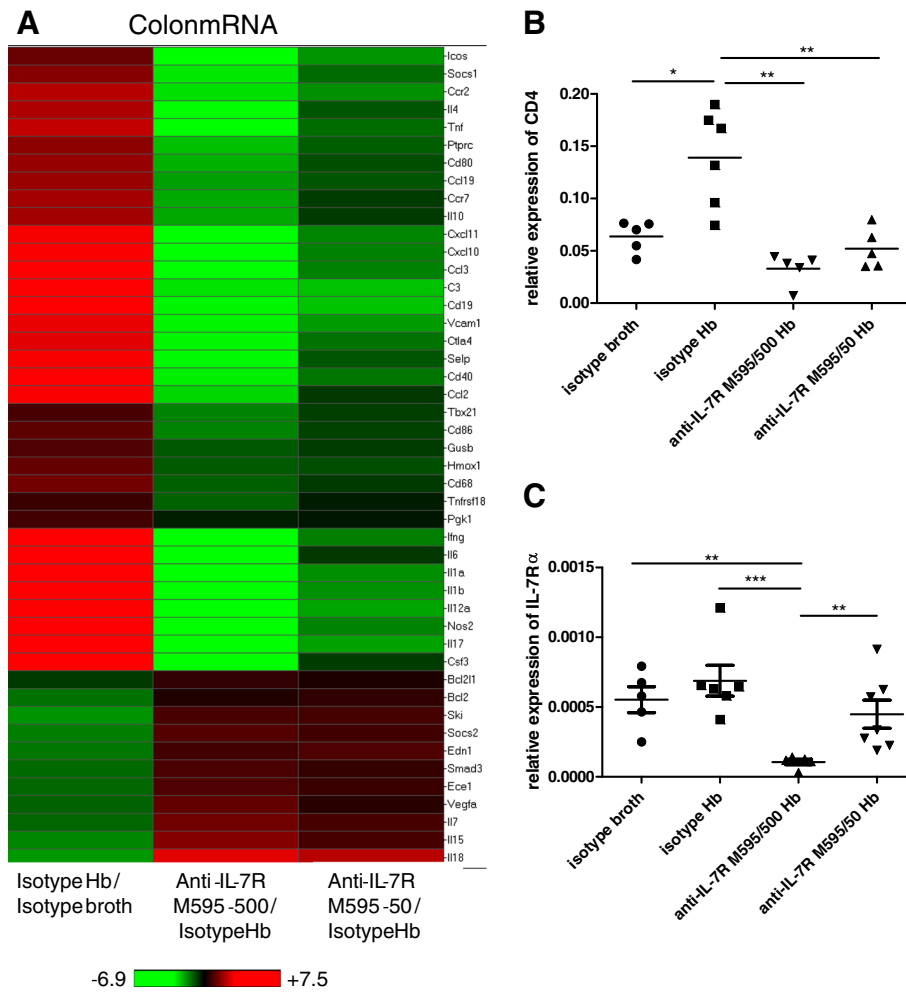 A
ColonmRNA
Icos
Socs1
Ccr2
Il4
Tnf
Ptprc
Cd80
Ccl19
Ccr7
Il10
Cxcl11
Cxcl10
Ccl3
C3
Cd19
Vcam1
Ctla4
Selp
Cd40
Ccl2
Tbx21
Cd86
Gusb
Hmox1
Cd68
Tnfrsf18
Pgk1
Ifng
Il6
Il1a
Il1b
Il12a
Nos2
Il17
Csf3
Bcl2l1
Bcl2
Ski
Socs2
Edn1
Smad3
Ece1
Vegfa
Il7
Il15
Il18
Isotype Hb/
Isotype broth
Anti-IL-7R
M595-500/
IsotypeHb
Anti-IL-7R
M595-50/
IsotypeHb
-6.9
+7.5
B
relative expression of CD4
0.20
0.15
0.10
0.05
0.00
*
**
**
isotype broth
isotype Hb
anti-IL-7R M595/500 Hb
anti-IL-7R M595/50 Hb
C
relative expression of IL-7Rα
0.0015
0.0010
0.0005
0.0000
**
***
**
isotype broth
isotype Hb
anti-IL-7R M595/500 Hb
anti-IL-7R M595/50 Hb